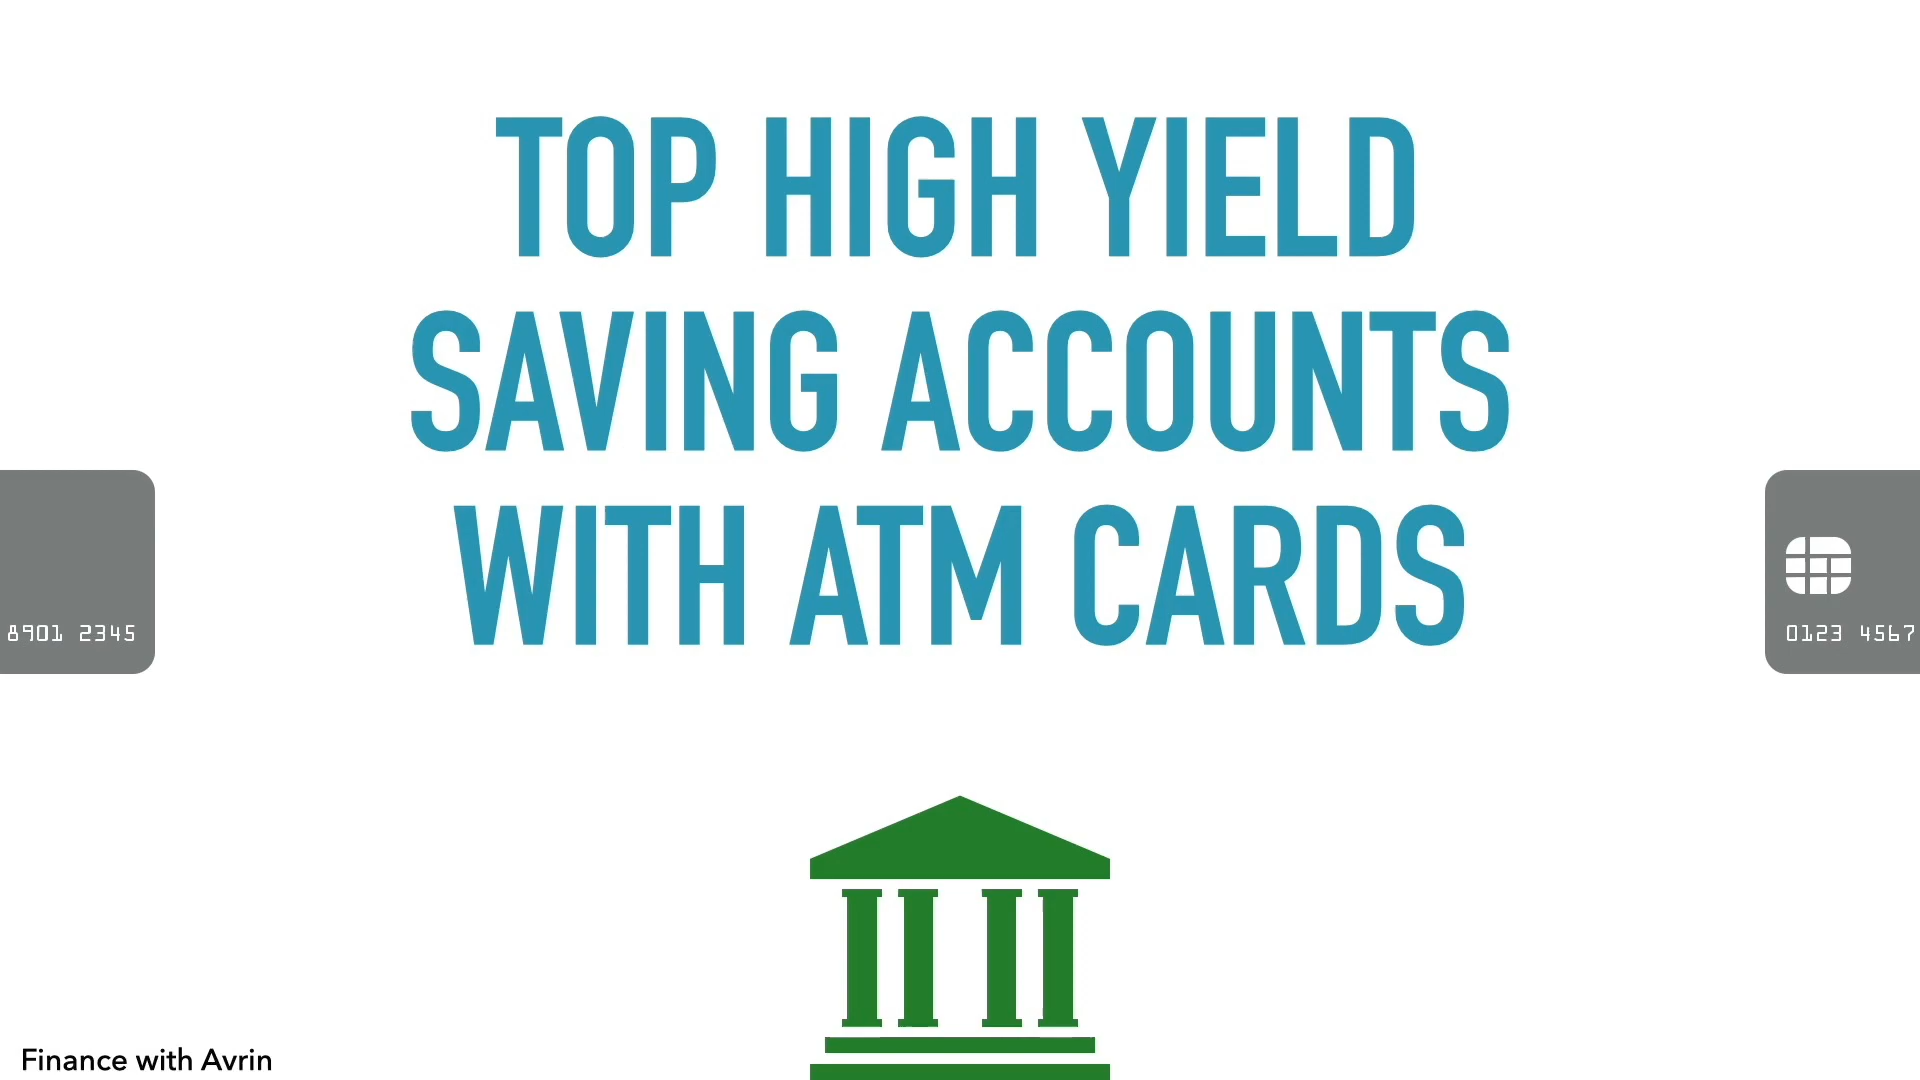 TOP HIGH YIELD
SAVING ACCOUNTS
WITH ATM CARDS
8901 2345
0123 4567
Finance with Avrin